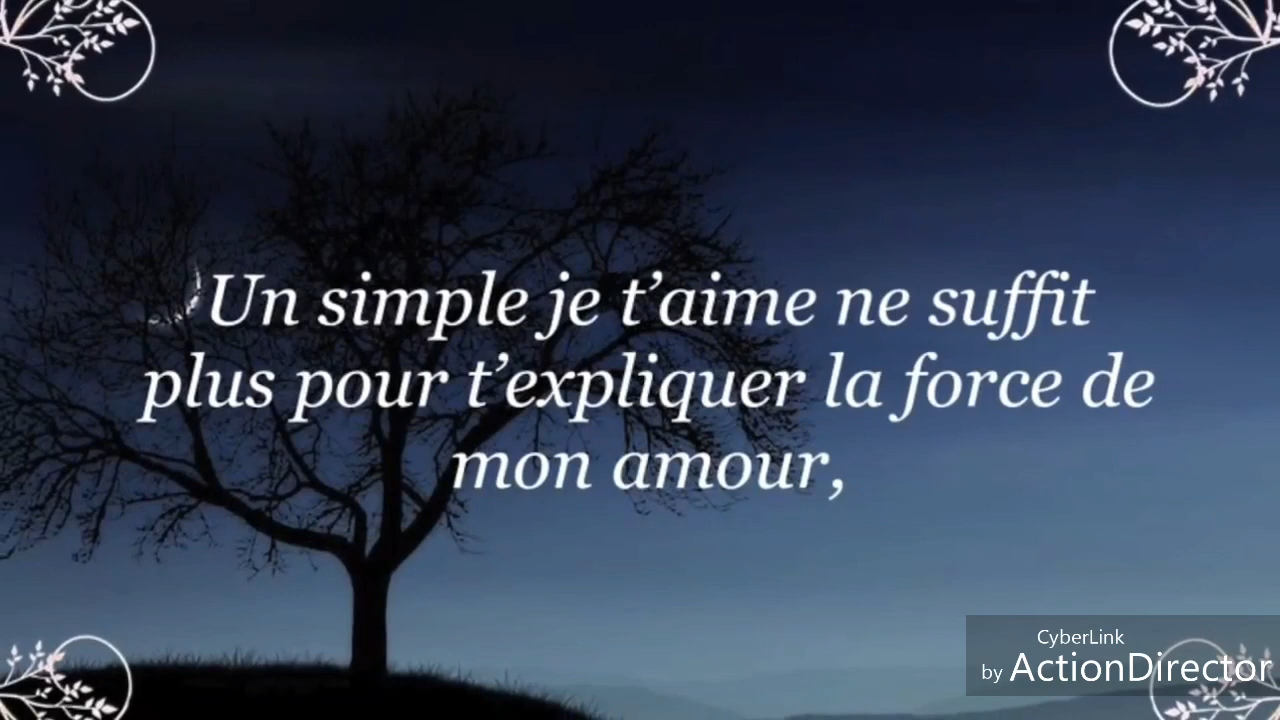 Un simple je t’aime ne suffit
plus pour t’expliquer la force de
mon amour,
CyberLink
by ActionDirector